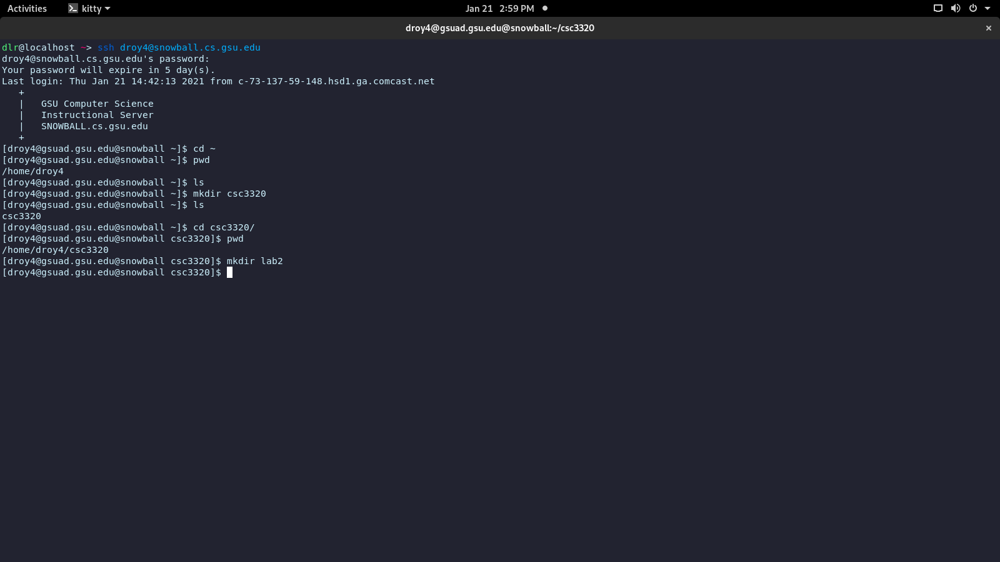 Activities kitty Jan 21 2:59 PM
droy4@gsuad.gsu.edu@snowball:~/csc3320
dlr@localhost ~> ssh droy4@snowball.cs.gsu.edu
droy4@snowball.cs.gsu.edu's password:
Your password will expire in 5 day(s).
Last login: Thu Jan 21 14:42:13 2021 from c-73-137-59-148.hsd1.ga.comcast.net
   +
   |   GSU Computer Science
   |   Instructional Server
   |   SNOWBALL.cs.gsu.edu
   +
[droy4@gsuad.gsu.edu@snowball ~]$ cd ~
[droy4@gsuad.gsu.edu@snowball ~]$ pwd
/home/droy4
[droy4@gsuad.gsu.edu@snowball ~]$ ls
[droy4@gsuad.gsu.edu@snowball ~]$ mkdir csc3320
[droy4@gsuad.gsu.edu@snowball ~]$ ls
csc3320
[droy4@gsuad.gsu.edu@snowball ~]$ cd csc3320/
[droy4@gsuad.gsu.edu@snowball csc3320]$ pwd
/home/droy4/csc3320
[droy4@gsuad.gsu.edu@snowball csc3320]$ mkdir lab2
[droy4@gsuad.gsu.edu@snowball csc3320]$